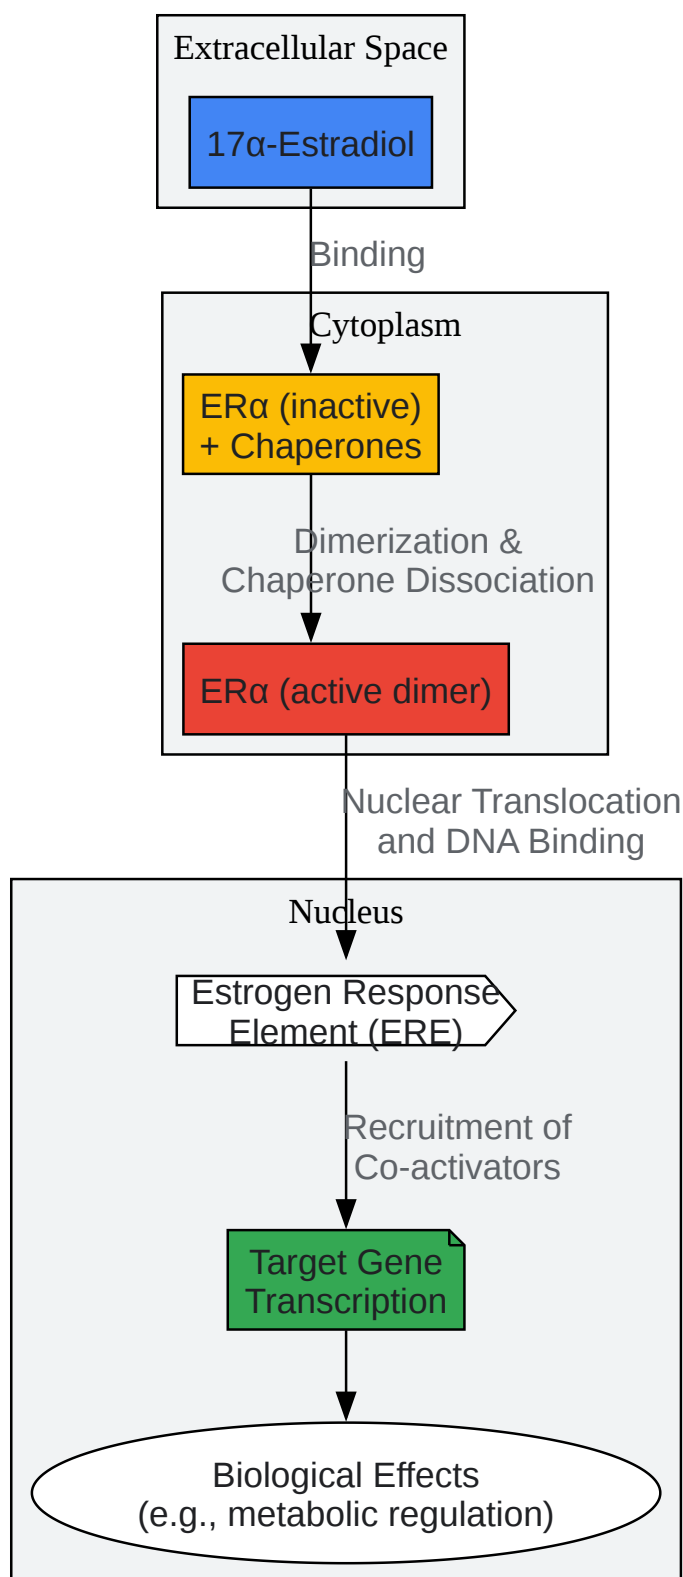 Extracellular Space
17α-Estradiol
Binding
Cytoplasm
ERα (inactive)
+ Chaperones
Dimerization &
Chaperone Dissociation
ERα (active dimer)
Nuclear Translocation
and DNA Binding
Nucleus
Estrogen Response
Element (ERE)
Recruitment of
Co-activators
Target Gene
Transcription
Biological Effects
(e.g., metabolic regulation)